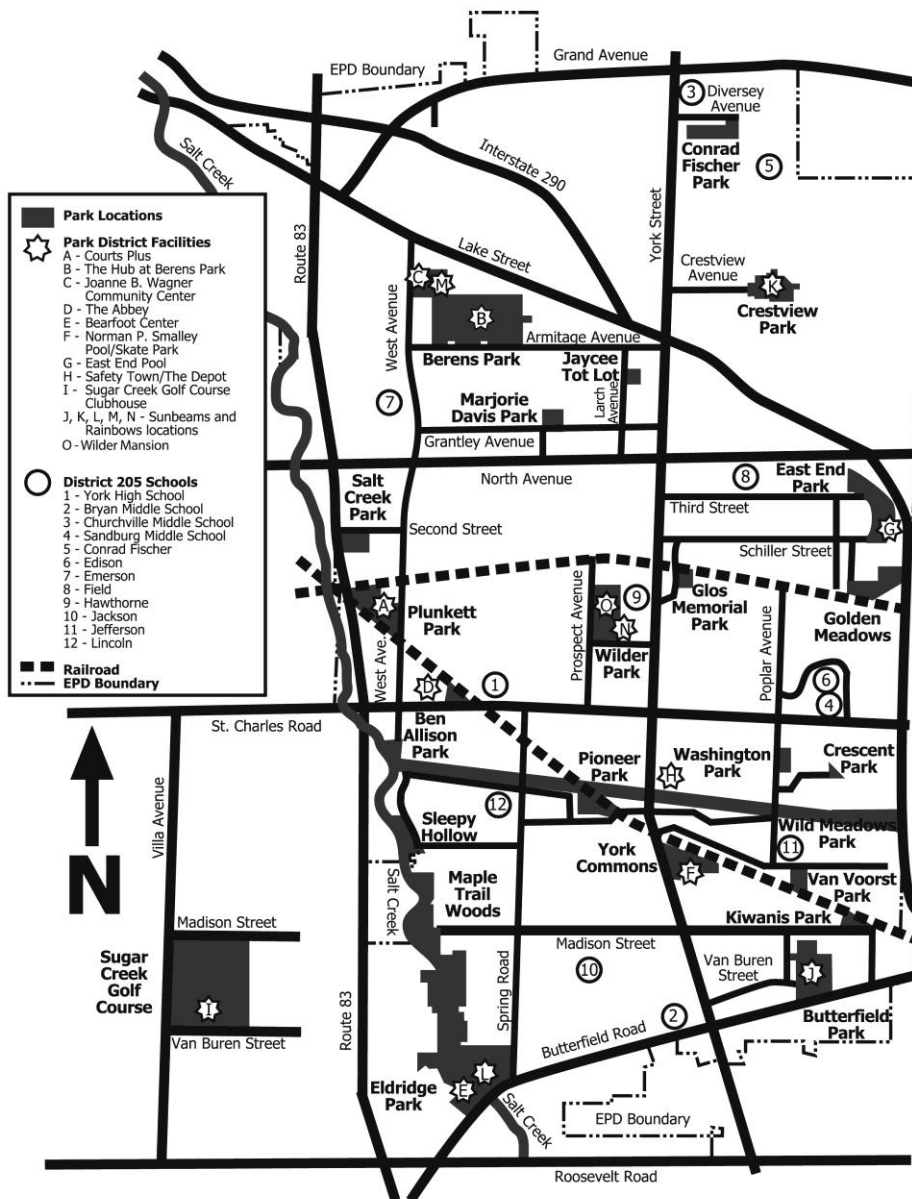 Grand Avenue
EPD Boundary
3
Diversey
Avenue
Salt Creek
Interstate 290
Conrad
Fischer
Park
5
Park Locations
Park District Facilities
A - Courts Plus
B - The Hub at Berens Park
C - Joanne B. Wagner
Community Center
D - The Abbey
E - Bearfoot Center
F - Norman P. Smalley
Pool/Skate Park
G - East End Pool
H - Safety Town/The Depot
I - Sugar Creek Golf Course
Clubhouse
J, K, L, M, N - Sunbeams and
Rainbows locations
O - Wilder Mansion
District 205 Schools
1 - York High School
2 - Bryan Middle School
3 - Churchville Middle School
4 - Sandburg Middle School
5 - Conrad Fischer
6 - Edison
7 - Emerson
8 - Field
9 - Hawthorne
10 - Jackson
11 - Jefferson
12 - Lincoln
Railroad
EPD Boundary
Route 83
Lake Street
York Street
Crestview
Avenue
K
Crestview
Park
C
M
B
West Avenue
Armitage Avenue
Berens Park
Jaycee
Tot Lot
Larch
Avenue
7
Marjorie
Davis Park
Grantley Avenue
North Avenue
8
East End
Park
Salt
Creek
Park
Second Street
Third Street
G
Schiller Street
A
Plunkett
Park
West Ave.
Prospect Avenue
O
9
N
Wilder
Park
Glos
Memorial
Park
Poplar Avenue
Golden
Meadows
D
1
6
4
St. Charles Road
Ben
Allison
Park
Pioneer
Park
H
Washington
Park
Crescent
Park
N
Villa Avenue
12
Sleepy
Hollow
Wild Meadows
Park
11
York
Commons
F
Van Voorst
Park
Salt Creek
Maple
Trail
Woods
Kiwanis Park
Madison Street
Madison Street
Sugar
Creek
Golf
Course
I
Van Buren Street
Route 83
Spring Road
10
Van Buren
Street
J
Butterfield
Park
2
Butterfield Road
L
E
Eldridge
Park
Salt
Creek
EPD Boundary
Roosevelt Road